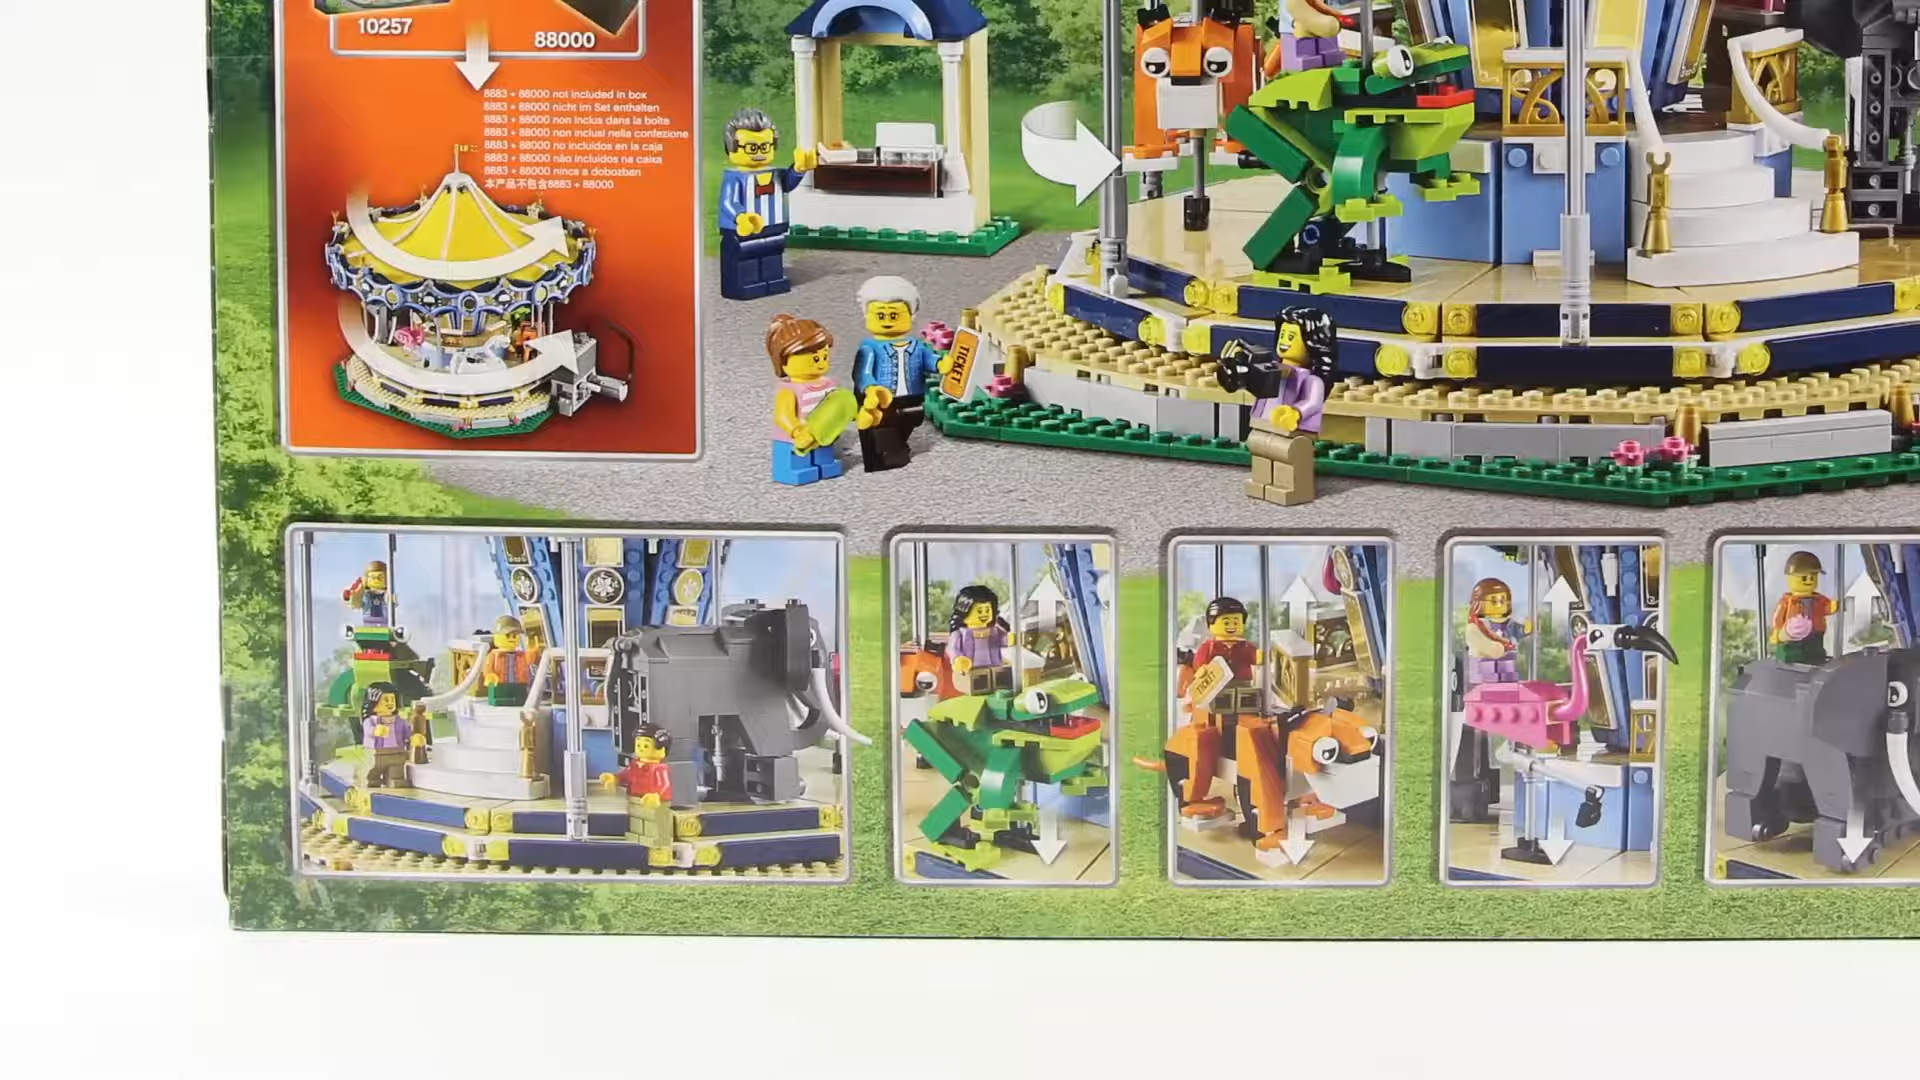 10257
88000
8883 + 88000 not included in box
8883 + 88000 nicht im Set enthalten
8883 + 88000 non inclus dans la boîte
8883 + 88000 non inclusi nella confezione
8883 + 88000 no incluidos en la caja
8883 + 88000 não incluídos na caixa
8883 + 88000 nincs a dobozban
本产品不包含8883 + 88000
TICKET
TICKET